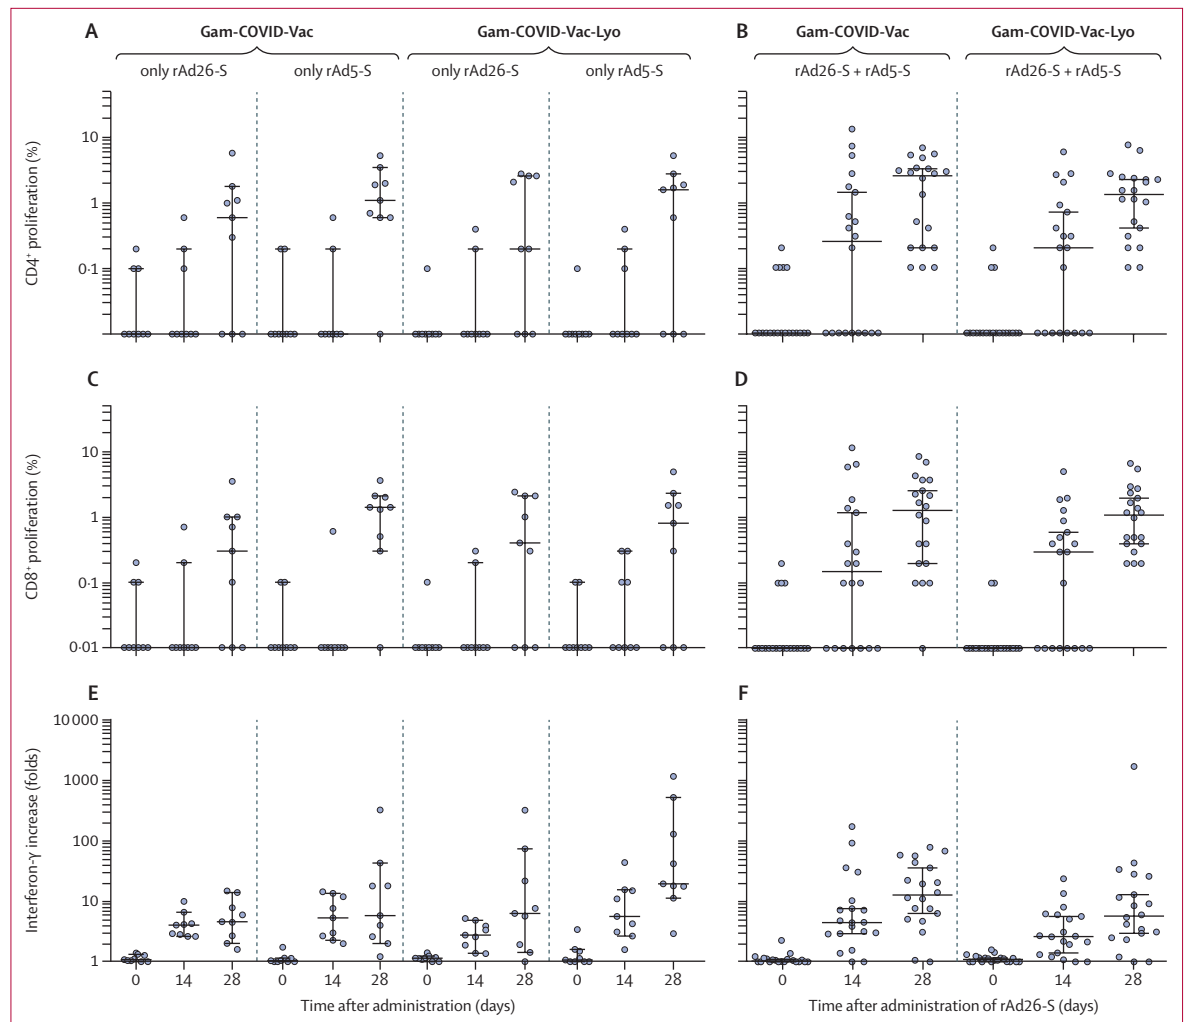 A
Gam-COVID-Vac
Gam-COVID-Vac-Lyo
only rAd26-S
only rAd5-S
only rAd26-S
only rAd5-S
B
Gam-COVID-Vac
Gam-COVID-Vac-Lyo
rAd26-S + rAd5-S
rAd26-S + rAd5-S
CD4⁺ proliferation (%)
10
1
0·1
C
D
CD8⁺ proliferation (%)
10
1
0·1
0·01
E
F
Interferon-γ increase (folds)
10 000
1000
100
10
1
0 14 28 0 14 28 0 14 28 0 14 28
0 14 28 0 14 28
Time after administration (days)
Time after administration of rAd26-S (days)